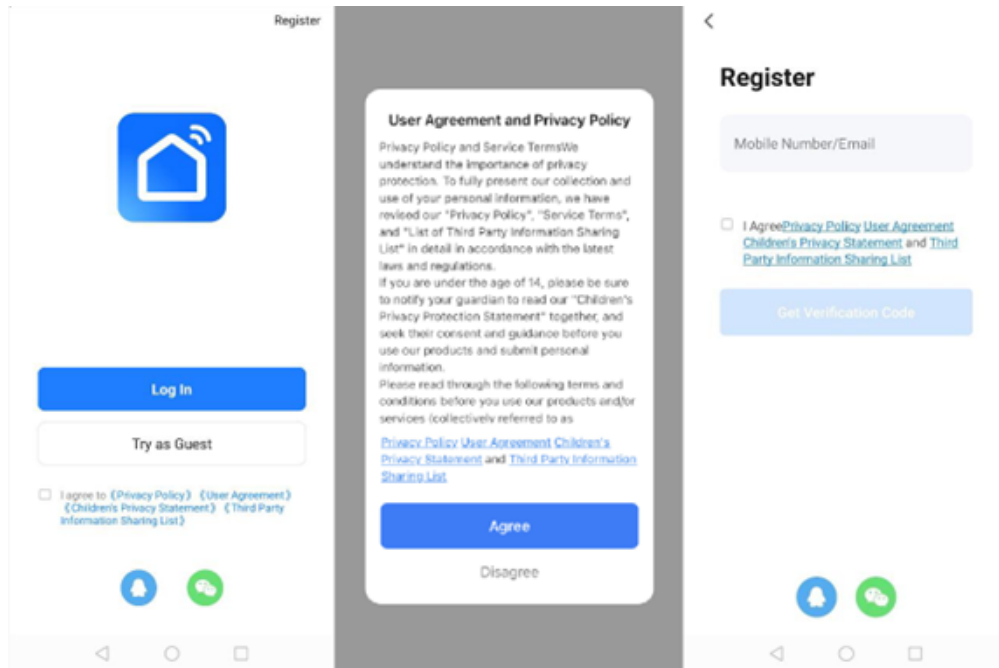 Register
Log In
Try as Guest
I agree to 《Privacy Policy》 《User Agreement》
《Children's Privacy Statement》 《Third Party
Information Sharing List》
User Agreement and Privacy Policy
Privacy Policy and Service TermsWe
understand the importance of privacy
protection. To fully present our collection and
use of your personal information, we have
revised our "Privacy Policy", "Service Terms",
and "List of Third Party Information Sharing
List" in detail in accordance with the latest
laws and regulations.
If you are under the age of 14, please be sure
to notify your guardian to read our "Children's
Privacy Protection Statement" together, and
seek their consent and guidance before you
use our products and submit personal
information.
Please read through the following terms and
conditions before you use our products and/or
services (collectively referred to as
Privacy Policy User Agreement Children's
Privacy Statement and Third Party Information
Sharing List
Agree
Disagree
Register
Mobile Number/Email
I AgreePrivacy Policy User Agreement
Children's Privacy Statement and Third
Party Information Sharing List
Get Verification Code